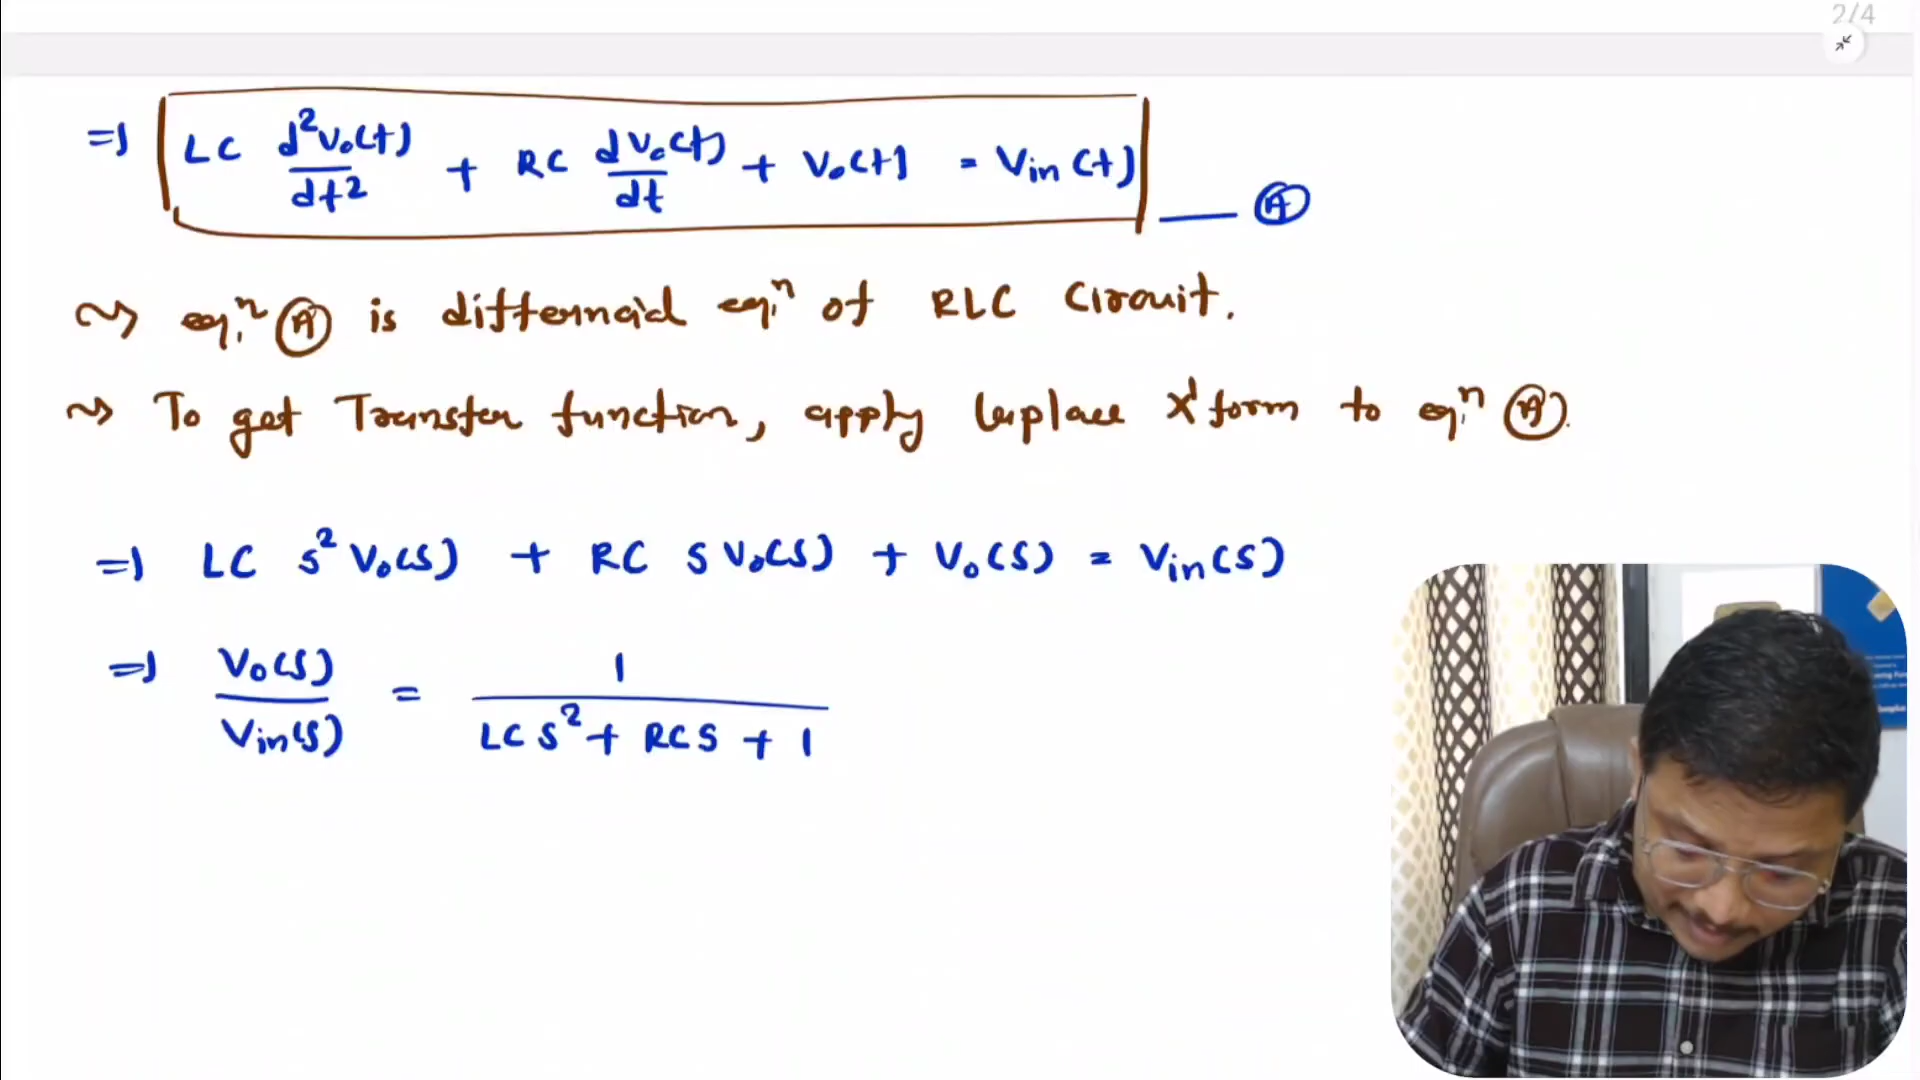 2/4
⇒ LC d²V₀(t)/dt² + RC dV₀(t)/dt + V₀(t) = Vin(t) —— Ⓐ
⤳ eqⁿ Ⓐ is differnaial eqⁿ of RLC Circuit.
⤳ To get Transfer function, apply Laplace X'form to eqⁿ Ⓐ.
⇒ LC s² V₀(s) + RC s V₀(s) + V₀(s) = Vin(s)
⇒ V₀(s)/Vin(s) = 1/(LCs² + RCs + 1)